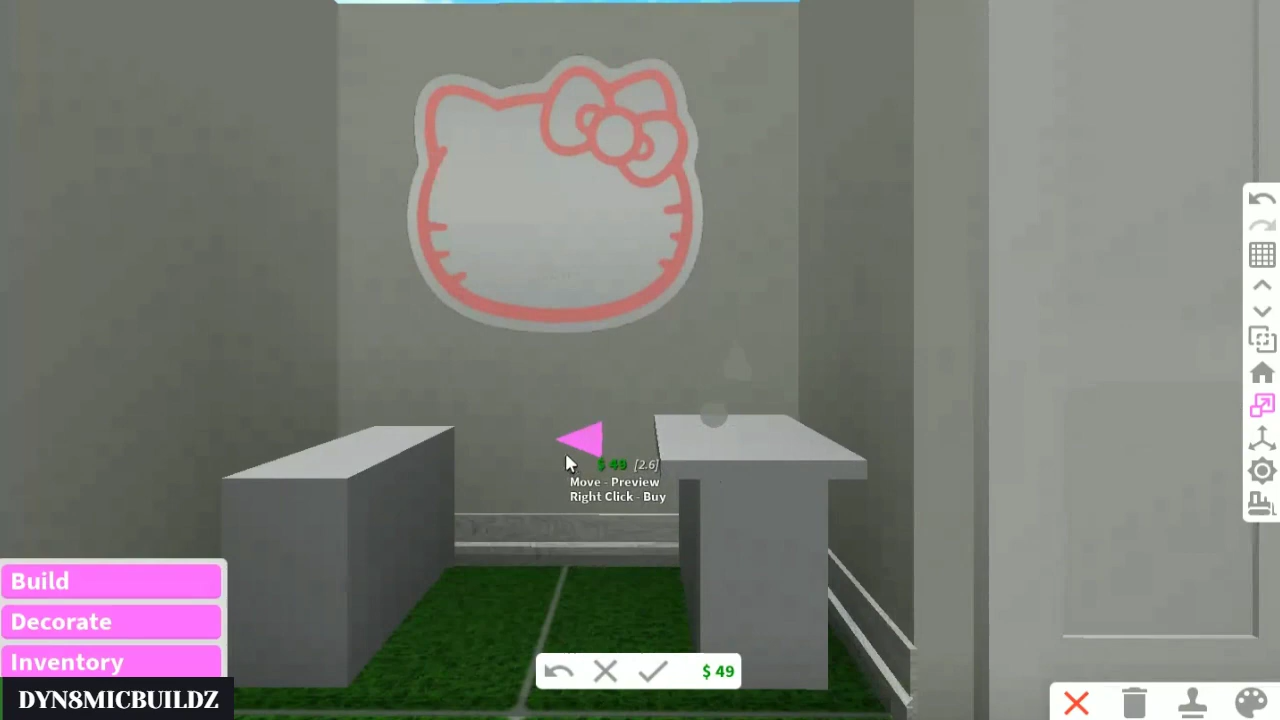 $ 49 [2.6]
Move - Preview
Right Click - Buy
Build
Decorate
Inventory
$ 49
DYN8MICBUILDZ